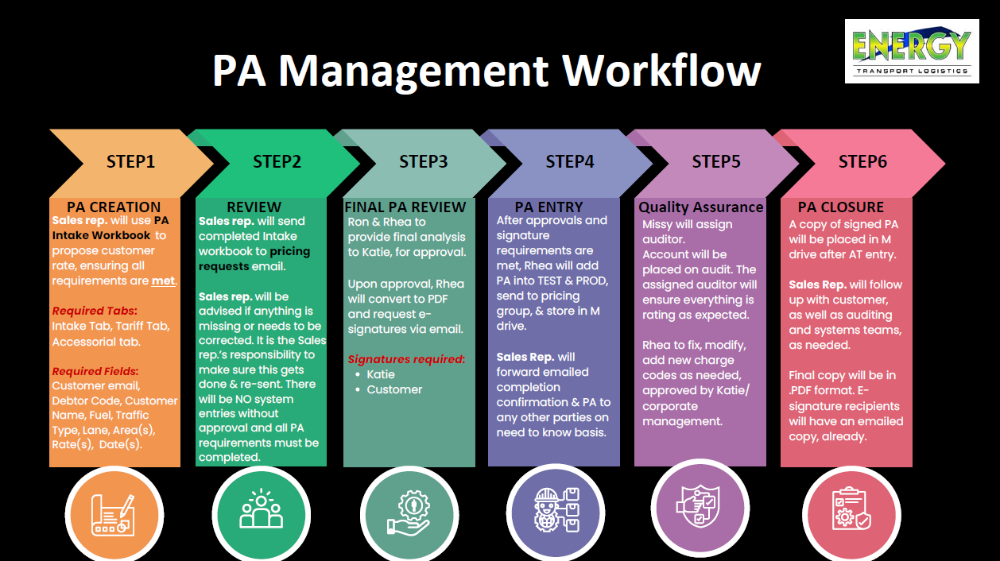 PA Management Workflow
ENERGY
TRANSPORT LOGISTICS
STEP1
PA CREATION
Sales rep. will use PA
Intake Workbook to
propose customer
rate, ensuring all
requirements are met.
Required Tabs:
Intake Tab, Tariff Tab,
Accessorial tab.
Required Fields:
Customer email,
Debtor Code, Customer
Name, Fuel, Traffic
Type, Lane, Area(s),
Rate(s), Date(s).
STEP2
REVIEW
Sales rep. will send
completed Intake
workbook to pricing
requests email.
Sales rep. will be
advised if anything is
missing or needs to be
corrected. It is the Sales
rep.'s responsibility to
make sure this gets
done & re-sent. There
will be NO system
entries without
approval and all PA
requirements must be
completed.
STEP3
FINAL PA REVIEW
Ron & Rhea to
provide final analysis
to Katie, for approval.
Upon approval, Rhea
will convert to PDF
and request e-
signatures via email.
Signatures required:
• Katie
• Customer
STEP4
PA ENTRY
After approvals and
signature
requirements are
met, Rhea will add
PA into TEST & PROD,
send to pricing
group, & store in M
drive.
Sales Rep. will
forward emailed
completion
confirmation & PA to
any other parties on
need to know basis.
STEP5
Quality Assurance
Missy will assign
auditor.
Account will be
placed on audit. The
assigned auditor will
ensure everything is
rating as expected.
Rhea to fix, modify,
add new charge
codes as needed,
approved by Katie/
corporate
management.
STEP6
PA CLOSURE
A copy of signed PA
will be placed in M
drive after AT entry.
Sales Rep. will follow
up with customer,
as well as auditing
and systems teams,
as needed.
Final copy will be in
.PDF format. E-
signature recipients
will have an emailed
copy, already.